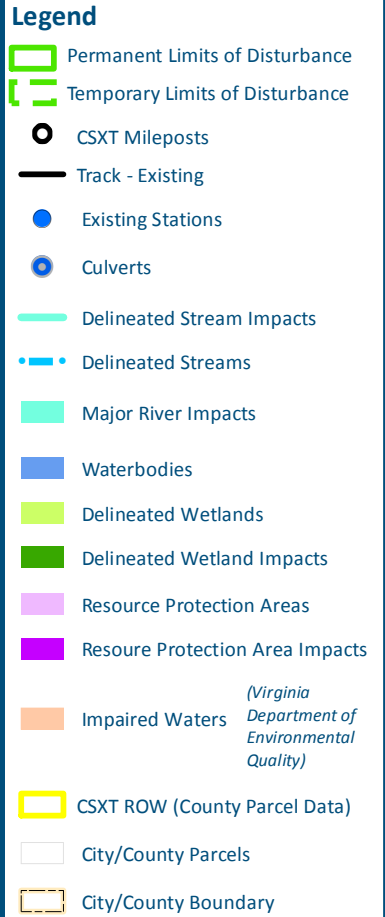 Legend
Permanent Limits of Disturbance
Temporary Limits of Disturbance
CSXT Mileposts
Track - Existing
Existing Stations
Culverts
Delineated Stream Impacts
Delineated Streams
Major River Impacts
Waterbodies
Delineated Wetlands
Delineated Wetland Impacts
Resource Protection Areas
Resoure Protection Area Impacts
Impaired Waters
(Virginia
Department of
Environmental
Quality)
CSXT ROW (County Parcel Data)
City/County Parcels
City/County Boundary